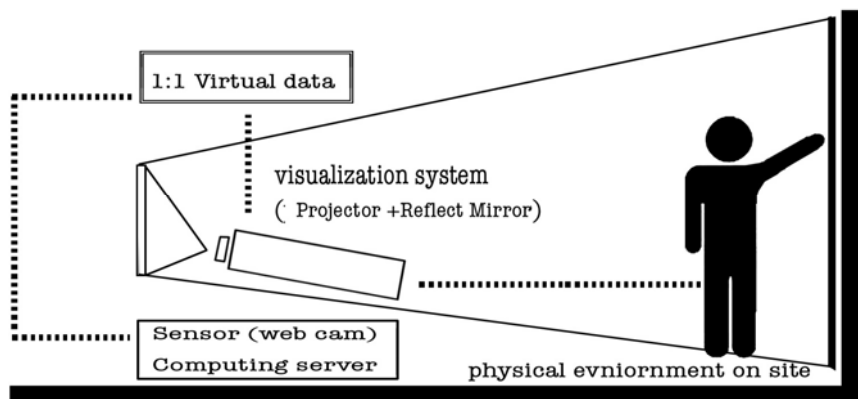 1:1 Virtual data
visualization system
( Projector +Reflect Mirror)
Sensor (web cam)
Computing server
physical evniornment on site